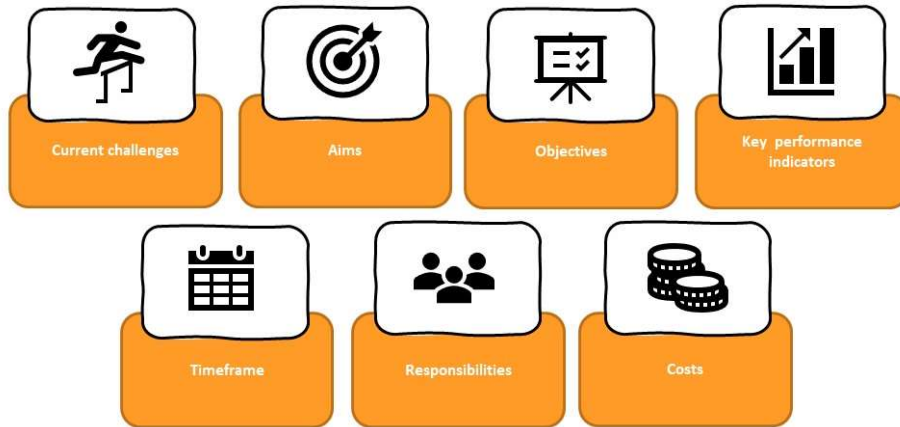 Current challenges
Aims
Objectives
Key performance
indicators
Timeframe
Responsibilities
Costs